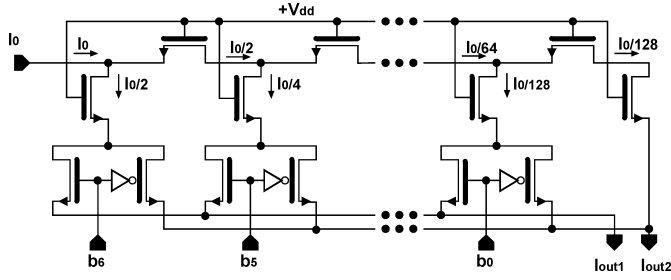 +Vdd
I0 I0 I0/2 I0/64 I0/128
I0/2 I0/4 I0/128
b6 b5 b0 Iout1 Iout2